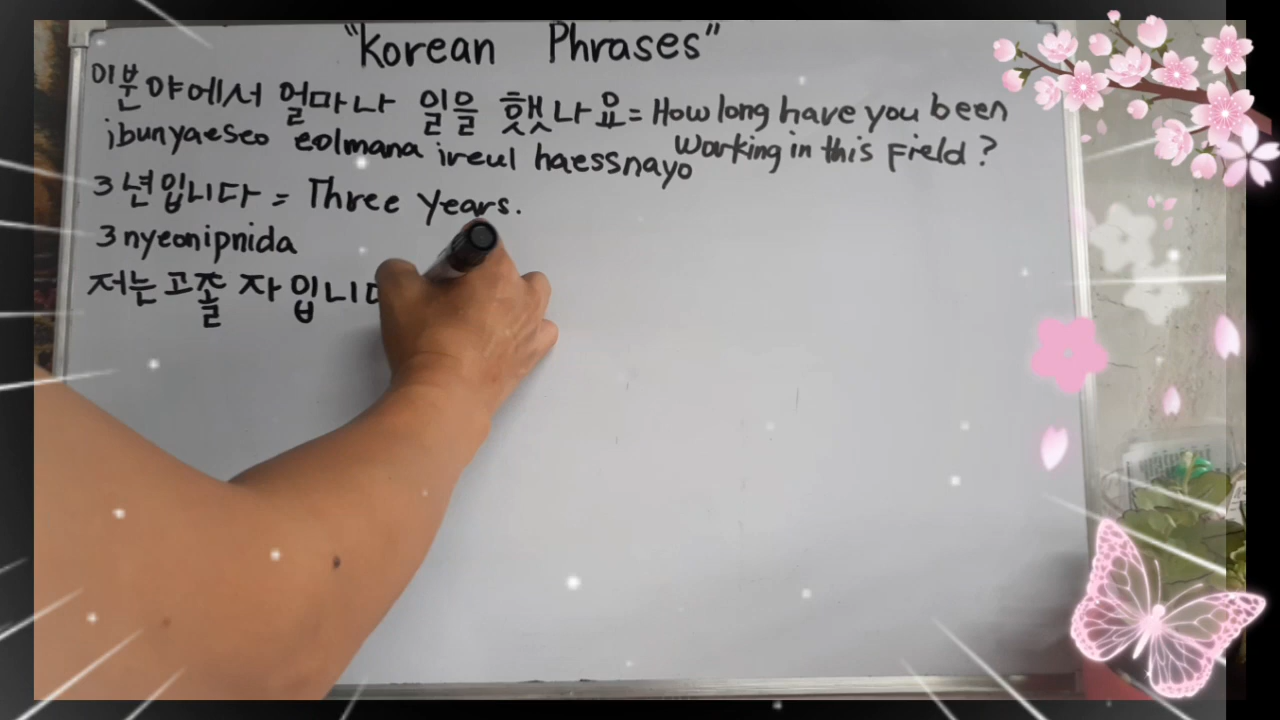 "Korean Phrases"
이분야에서 얼마나 일을 했나요 = How long have you been
ibunyaeseo eolmana ireul haessnayo working in this field?
3년입니다 = Three years.
3 nyeonipnida
저는 고졸 자 입니